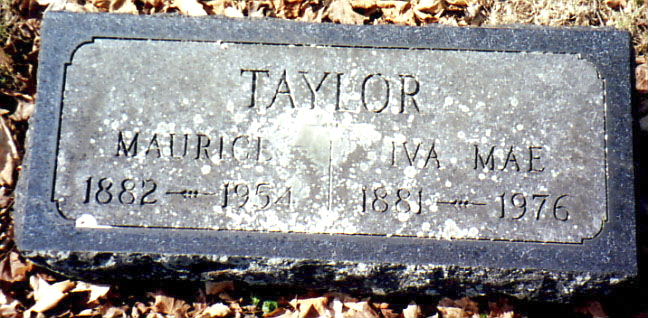 TAYLOR
MAURICE IVA MAE
1882 — 1954 1881 — 1976